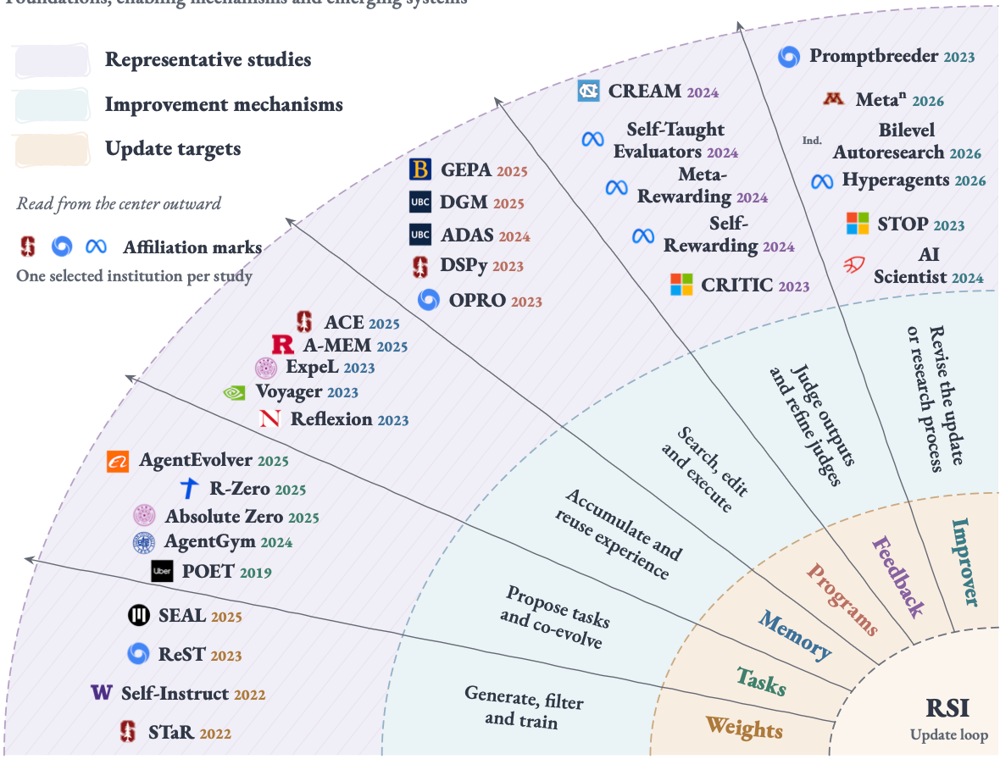 Foundations, enabling mechanisms and emerging systems
Representative studies
Improvement mechanisms
Update targets
Read from the center outward
Affiliation marks
One selected institution per study
Promptbreeder 2023
Metaⁿ 2026
Ind.
Bilevel
Autoresearch 2026
Hyperagents 2026
STOP 2023
AI
Scientist 2024
CREAM 2024
Self-Taught
Evaluators 2024
Meta-
Rewarding 2024
Self-
Rewarding 2024
CRITIC 2023
B GEPA 2025
UBC DGM 2025
UBC ADAS 2024
DSPy 2023
OPRO 2023
ACE 2025
R A-MEM 2025
ExpeL 2023
Voyager 2023
N Reflexion 2023
AgentEvolver 2025
R-Zero 2025
Absolute Zero 2025
AgentGym 2024
Uber POET 2019
SEAL 2025
ReST 2023
W Self-Instruct 2022
STaR 2022
Revise the update
or research process
Judge outputs
and refine judges
Search, edit
and execute
Accumulate and
reuse experience
Propose tasks
and co-evolve
Generate, filter
and train
Improver
Feedback
Programs
Memory
Tasks
Weights
RSI
Update loop